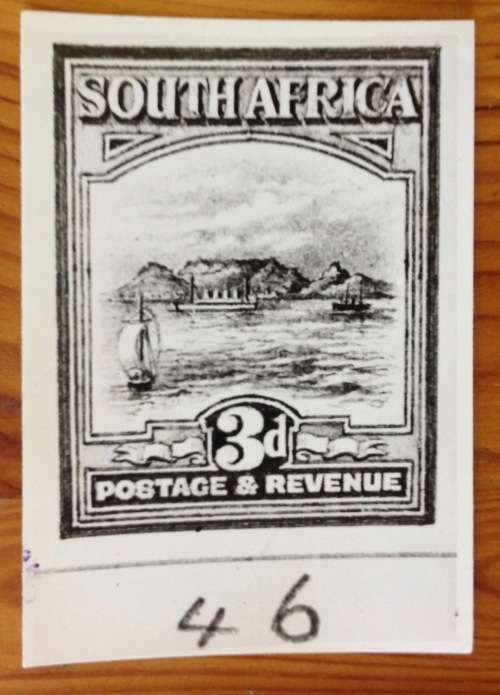 SOUTH AFRICA
3d
POSTAGE & REVENUE
46